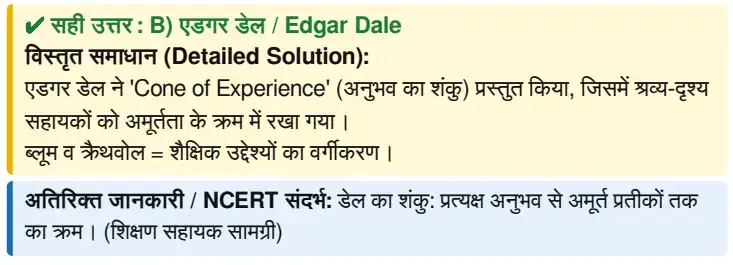 ✔ सही उत्तर : B) एडगर डेल / Edgar Dale
विस्तृत समाधान (Detailed Solution):
एडगर डेल ने 'Cone of Experience' (अनुभव का शंकु) प्रस्तुत किया, जिसमें श्रव्य-दृश्य
सहायकों को अमूर्तता के क्रम में रखा गया।
ब्लूम व क्रैथवोल = शैक्षिक उद्देश्यों का वर्गीकरण।
अतिरिक्त जानकारी / NCERT संदर्भ: डेल का शंकु: प्रत्यक्ष अनुभव से अमूर्त प्रतीकों तक
का क्रम। (शिक्षण सहायक सामग्री)